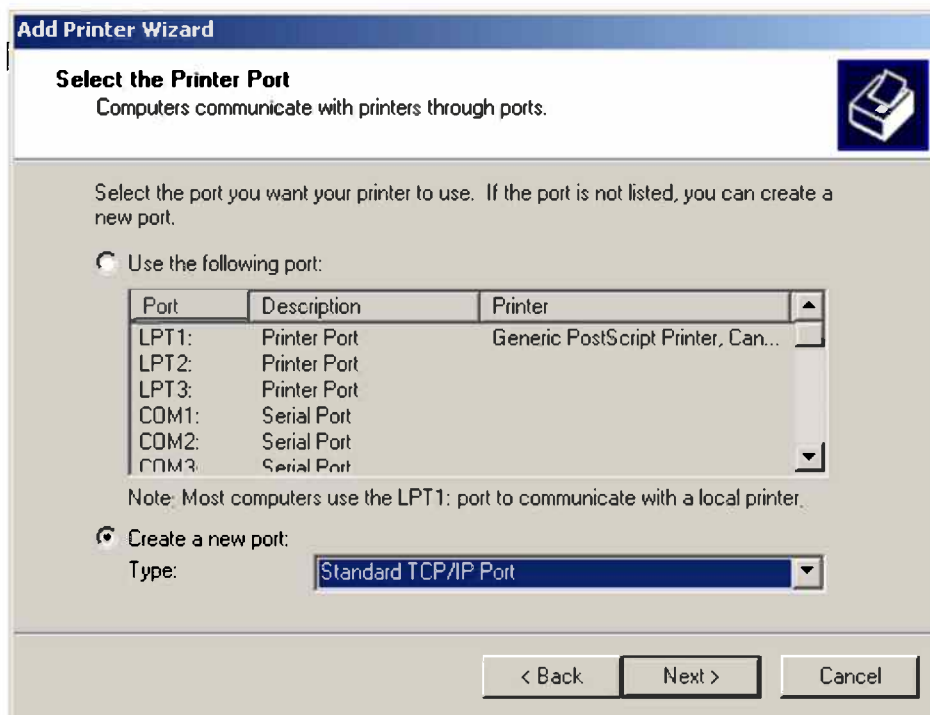 Add Printer Wizard
Select the Printer Port
Computers communicate with printers through ports.
Select the port you want your printer to use. If the port is not listed, you can create a
new port.
Use the following port:
Port Description Printer
LPT1: Printer Port Generic PostScript Printer, Can...
LPT2: Printer Port
LPT3: Printer Port
COM1: Serial Port
COM2: Serial Port
COM3: Serial Port
Note: Most computers use the LPT1: port to communicate with a local printer.
Create a new port:
Type: Standard TCP/IP Port
< Back Next > Cancel